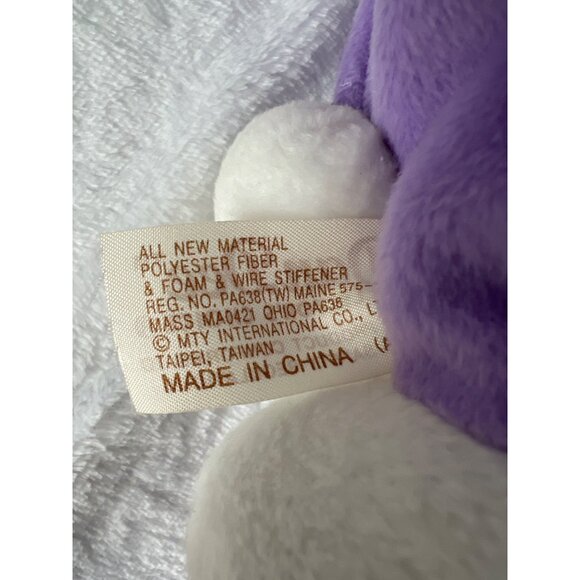 ALL NEW MATERIAL
POLYESTER FIBER
& FOAM & WIRE STIFFENER
REG. NO. PA638(TW) MAINE 575-
MASS MA0421 OHIO PA636
© MTY INTERNATIONAL CO., L
TAIPEI, TAIWAN
MADE IN CHINA (A